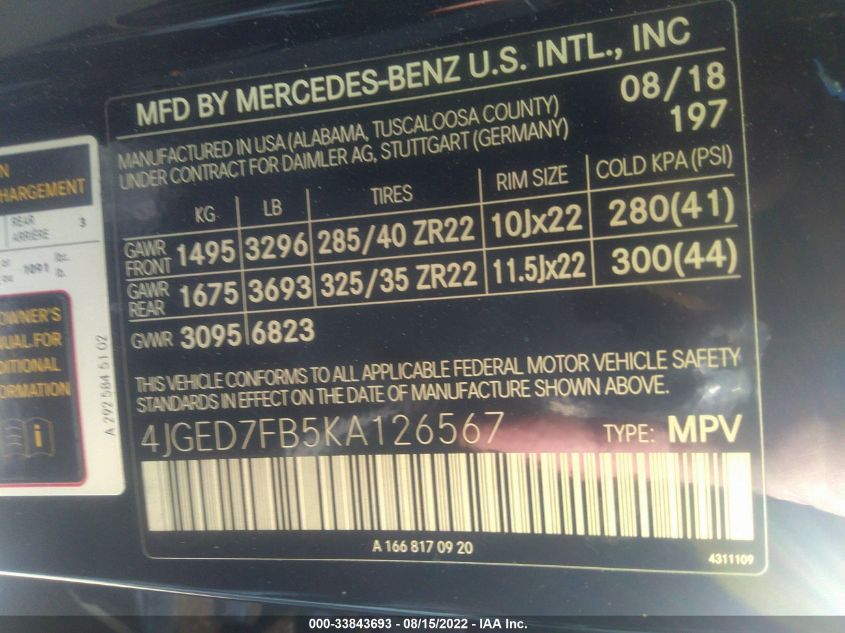 MFD BY MERCEDES-BENZ U.S. INTL., INC
08/18
MANUFACTURED IN USA (ALABAMA, TUSCALOOSA COUNTY) 197
UNDER CONTRACT FOR DAIMLER AG, STUTTGART (GERMANY)
KG LB TIRES RIM SIZE COLD KPA (PSI)
GAWR FRONT 1495 3296 285/40 ZR22 10Jx22 280(41)
GAWR REAR 1675 3693 325/35 ZR22 11.5Jx22 300(44)
GVWR 3095 6823
THIS VEHICLE CONFORMS TO ALL APPLICABLE FEDERAL MOTOR VEHICLE SAFETY
STANDARDS IN EFFECT ON THE DATE OF MANUFACTURE SHOWN ABOVE.
4JGED7FB5KA126567 TYPE: MPV
A 166 817 09 20
4311109
HARGEMENT
REAR 3
ARRIÈRE
1091 lbs.
lb.
OWNER'S
FOR
A 292 584 51 02
000-33843693 - 08/15/2022 - IAA Inc.